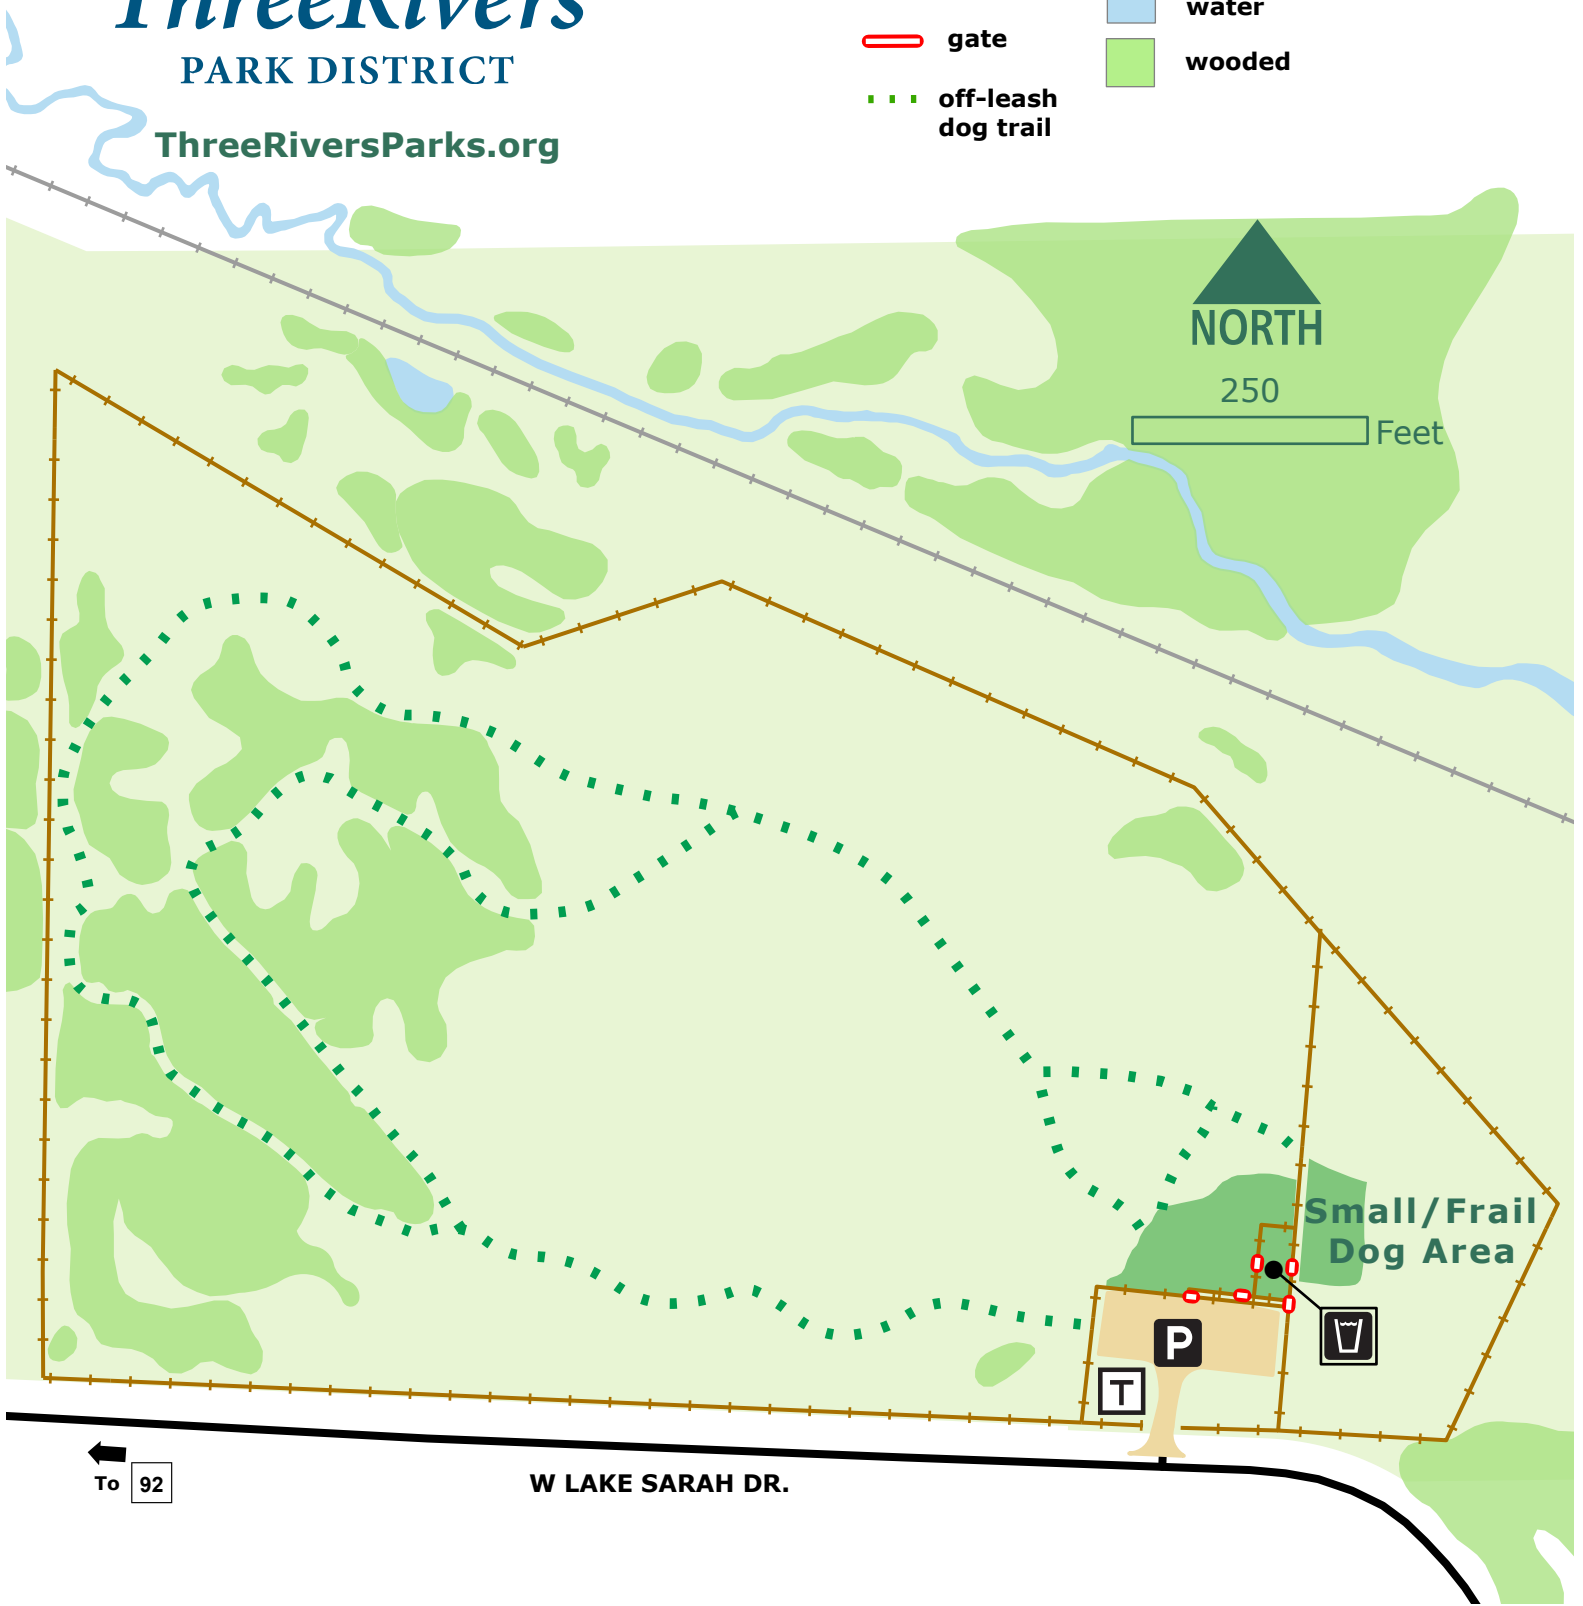 ThreeRivers
PARK DISTRICT
ThreeRiversParks.org
water
gate
wooded
off-leash
dog trail
NORTH
250
Feet
Small/Frail
Dog Area
P
T
To 92
W LAKE SARAH DR.